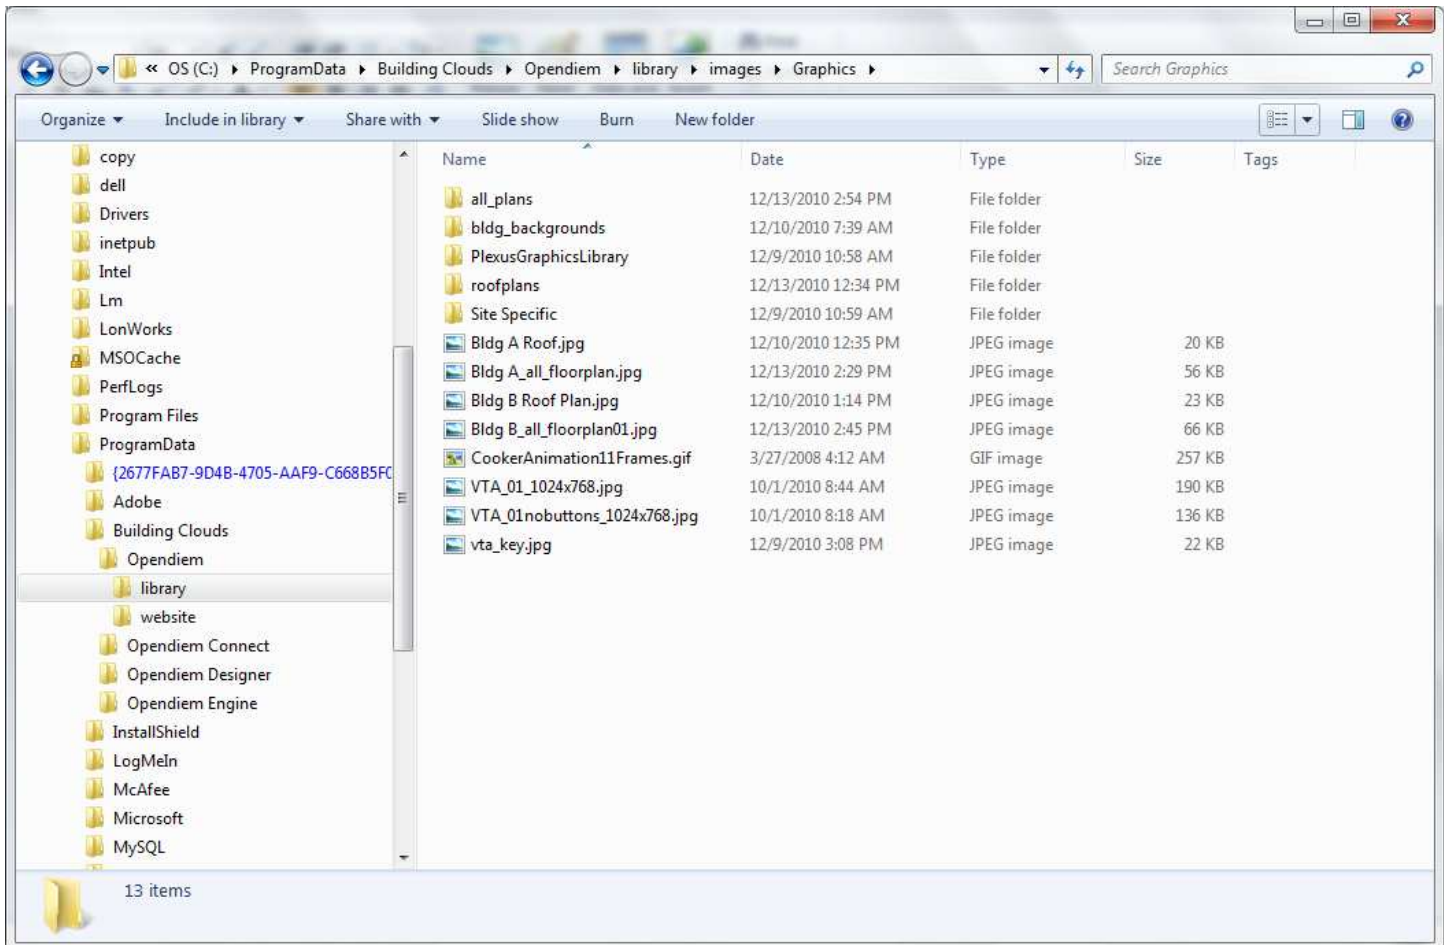 « OS (C:) ProgramData Building Clouds Opendiem library images Graphics Search Graphics
Organize Include in library Share with Slide show Burn New folder
copy
dell
Drivers
inetpub
Intel
Lm
LonWorks
MSOCache
PerfLogs
Program Files
ProgramData
{2677FAB7-9D4B-4705-AAF9-C668B5F0
Adobe
Building Clouds
Opendiem
library
website
Opendiem Connect
Opendiem Designer
Opendiem Engine
InstallShield
LogMeIn
McAfee
Microsoft
MySQL
Name Date Type Size Tags
all_plans 12/13/2010 2:54 PM File folder
bldg_backgrounds 12/10/2010 7:39 AM File folder
PlexusGraphicsLibrary 12/9/2010 10:58 AM File folder
roofplans 12/13/2010 12:34 PM File folder
Site Specific 12/9/2010 10:59 AM File folder
Bldg A Roof.jpg 12/10/2010 12:35 PM JPEG image 20 KB
Bldg A_all_floorplan.jpg 12/13/2010 2:29 PM JPEG image 56 KB
Bldg B Roof Plan.jpg 12/10/2010 1:14 PM JPEG image 23 KB
Bldg B_all_floorplan01.jpg 12/13/2010 2:45 PM JPEG image 66 KB
CookerAnimation11Frames.gif 3/27/2008 4:12 AM GIF image 257 KB
VTA_01_1024x768.jpg 10/1/2010 8:44 AM JPEG image 190 KB
VTA_01nobuttons_1024x768.jpg 10/1/2010 8:18 AM JPEG image 136 KB
vta_key.jpg 12/9/2010 3:08 PM JPEG image 22 KB
13 items